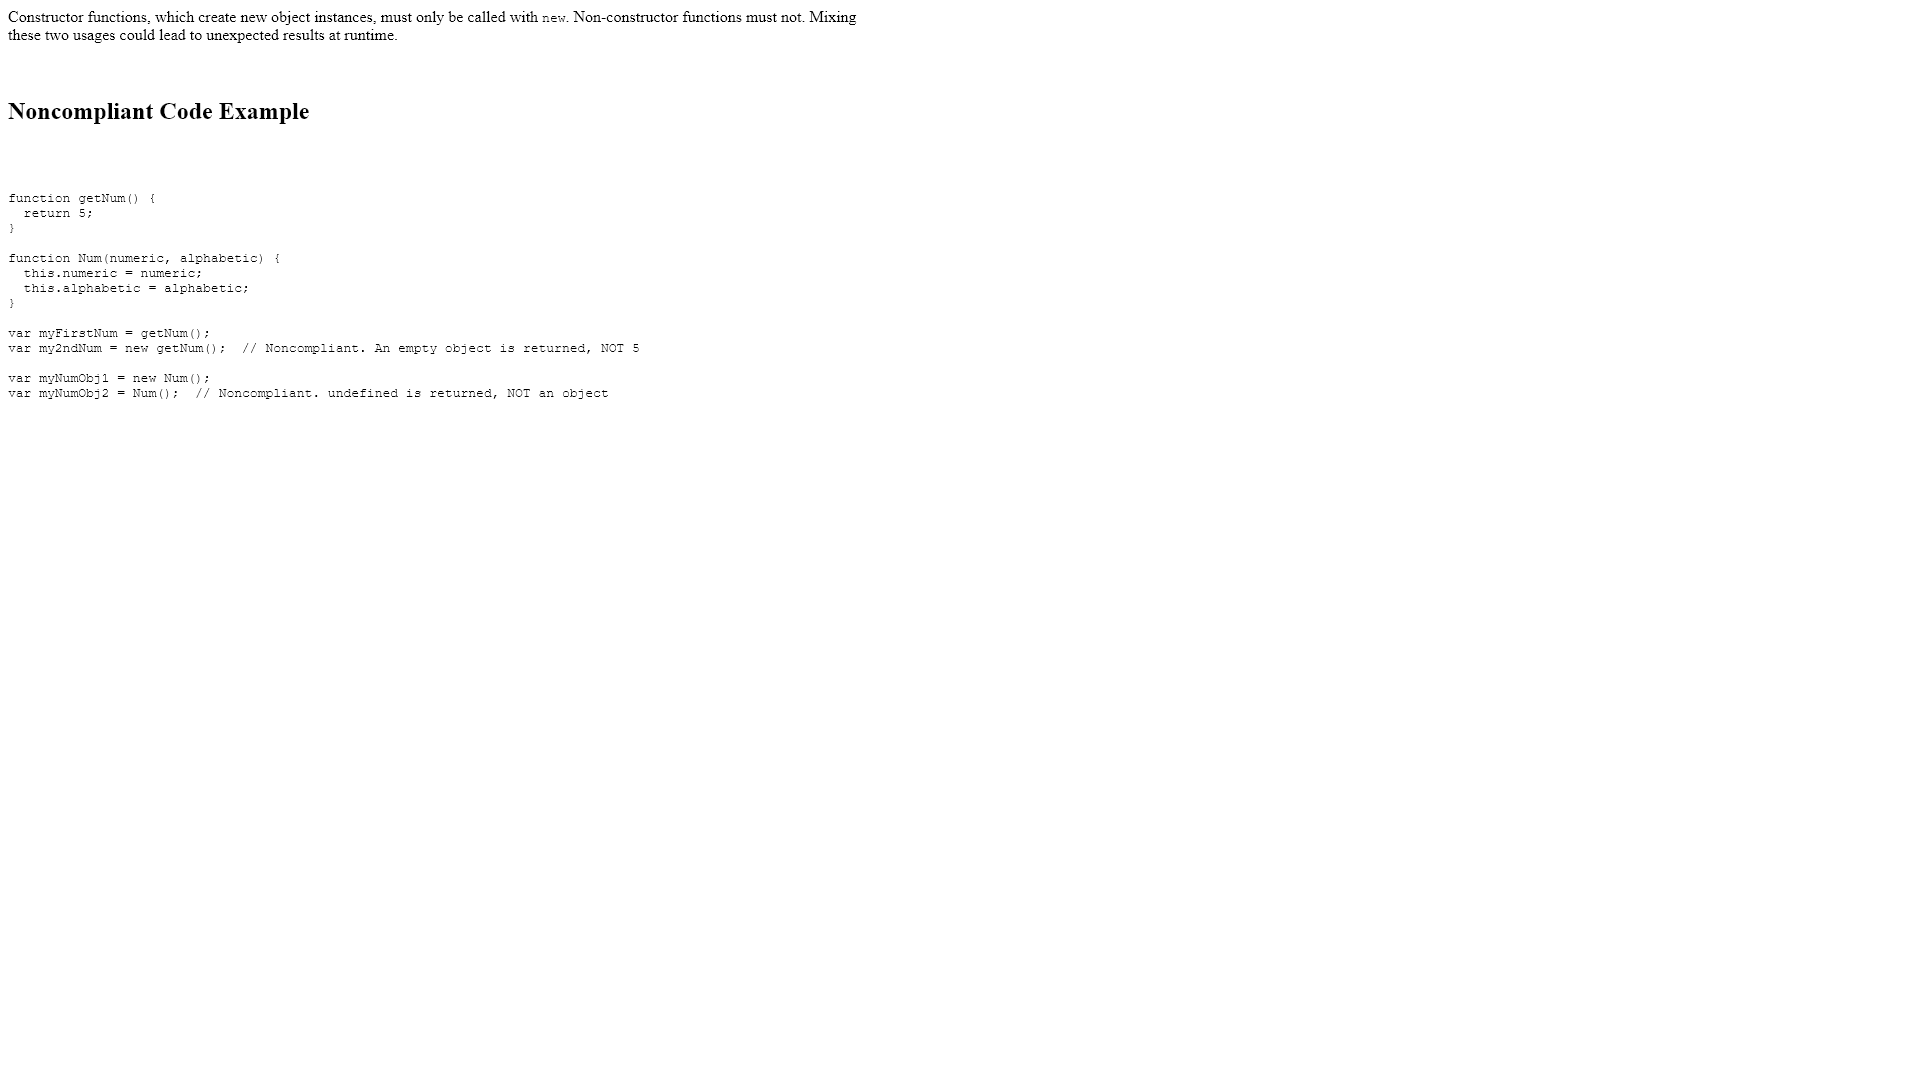 Constructor functions, which create new object instances, must only be called with new. Non-constructor functions must not. Mixing
these two usages could lead to unexpected results at runtime.
Noncompliant Code Example
function getNum() {
  return 5;
}
function Num(numeric, alphabetic) {
  this.numeric = numeric;
  this.alphabetic = alphabetic;
}
var myFirstNum = getNum();
var my2ndNum = new getNum();  // Noncompliant. An empty object is returned, NOT 5
var myNumObj1 = new Num();
var myNumObj2 = Num();  // Noncompliant. undefined is returned, NOT an object